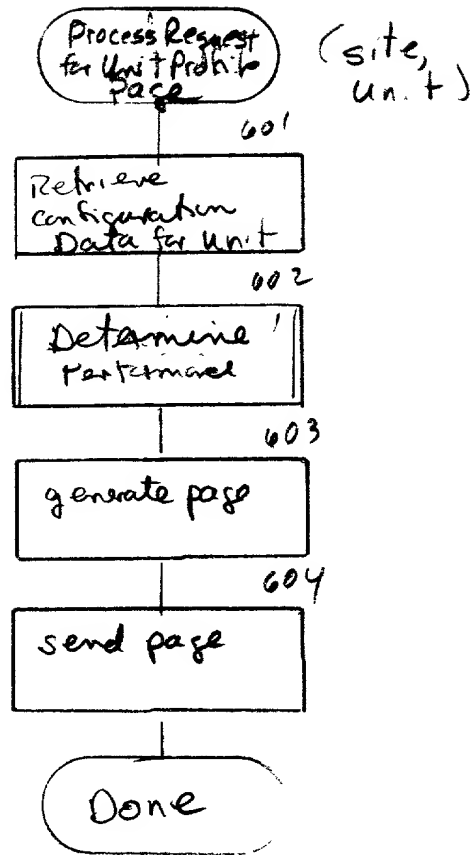 Process Request
for Unit Profile
Page
(site,
unit)
601
Retrieve
configuration
Data for Unit
602
Determine
Performance
603
generate page
604
send page
Done